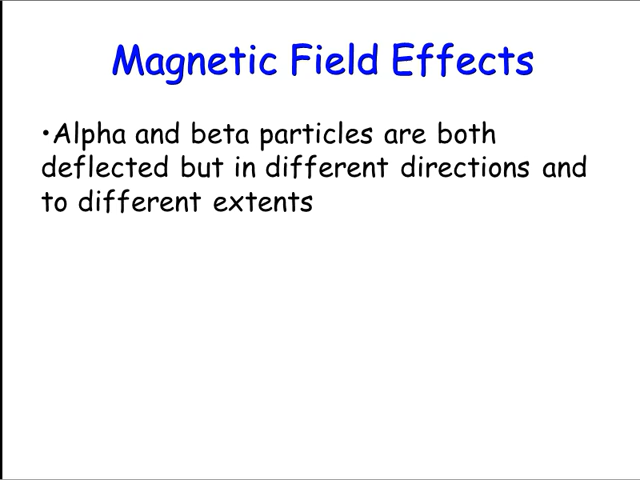 Magnetic Field Effects
•Alpha and beta particles are both
deflected but in different directions and
to different extents